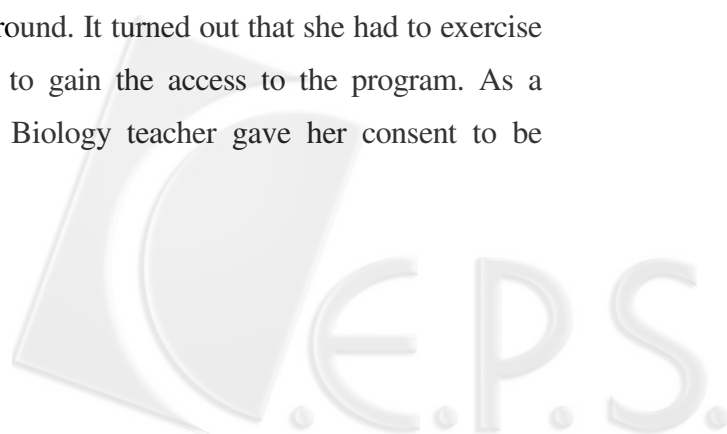 round. It turned out that she had to exercise
to gain the access to the program. As a
Biology teacher gave her consent to be
C.E.P.S.